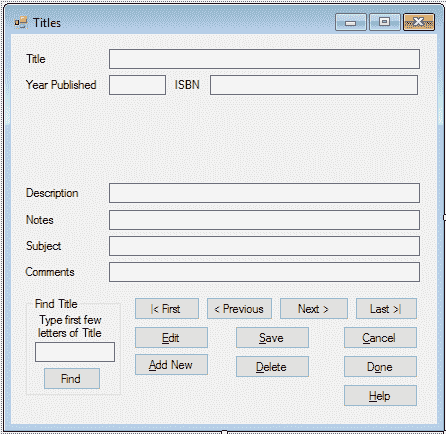 Titles
Title
Year Published ISBN
Description
Notes
Subject
Comments
Find Title
Type first few
letters of Title
Find
|< First < Previous Next > Last >|
Edit Save Cancel
Add New Delete Done
Help